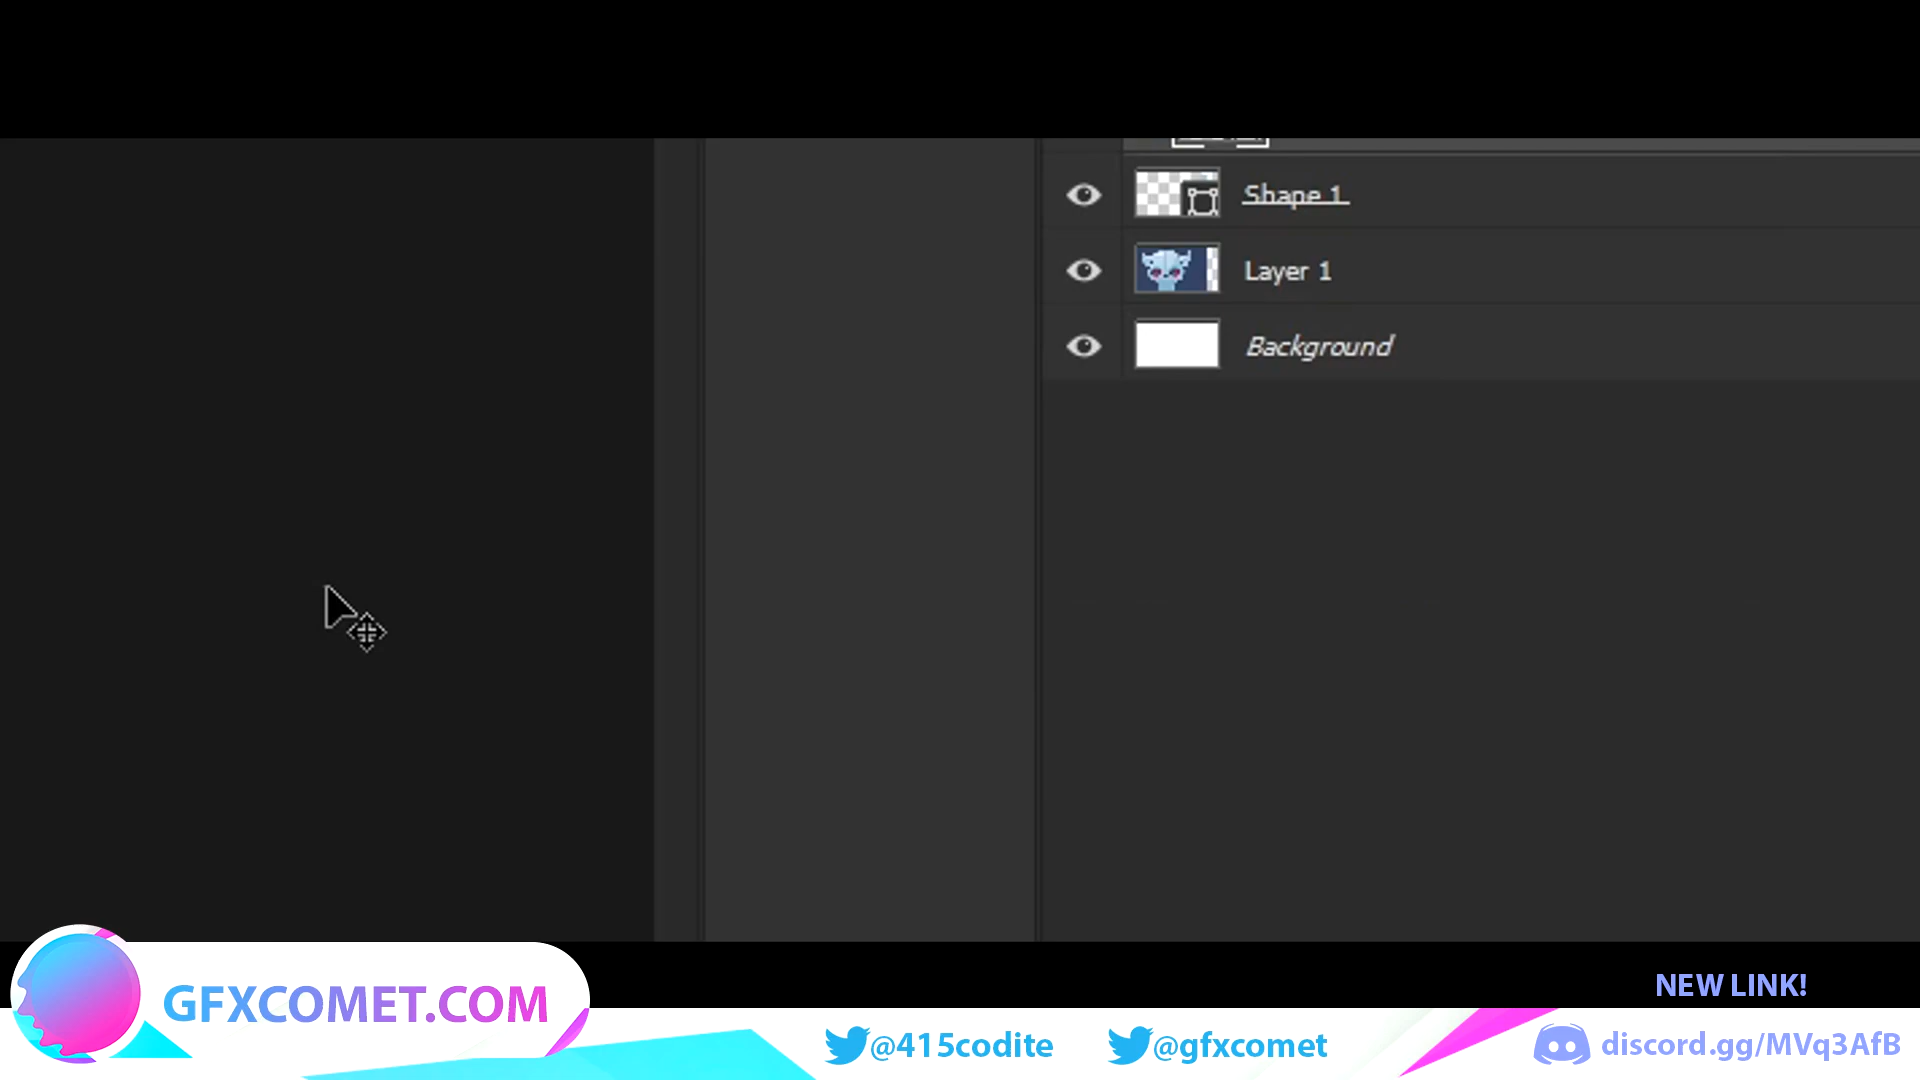 Shape 1
Layer 1
Background
NEW LINK!
GFXCOMET.COM
@415codite
@gfxcomet
discord.gg/MVq3AfB